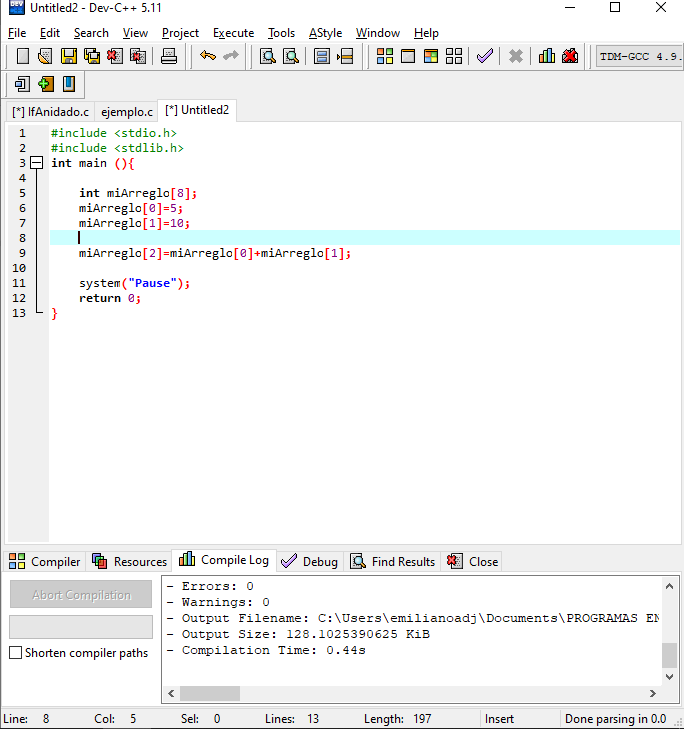 DEV Untitled2 - Dev-C++ 5.11
File Edit Search View Project Execute Tools AStyle Window Help
TDM-GCC 4.9.
[*] IfAnidado.c ejemplo.c [*] Untitled2
1 #include <stdio.h>
2 #include <stdlib.h>
3 int main (){
4
5 int miArreglo[8];
6 miArreglo[0]=5;
7 miArreglo[1]=10;
8
9 miArreglo[2]=miArreglo[0]+miArreglo[1];
10
11 system("Pause");
12 return 0;
13 }
Compiler Resources Compile Log Debug Find Results Close
Abort Compilation
Shorten compiler paths
- Errors: 0
- Warnings: 0
- Output Filename: C:\Users\emilianoadj\Documents\PROGRAMAS EN
- Output Size: 128.1025390625 KiB
- Compilation Time: 0.44s
Line: 8 Col: 5 Sel: 0 Lines: 13 Length: 197 Insert Done parsing in 0.0